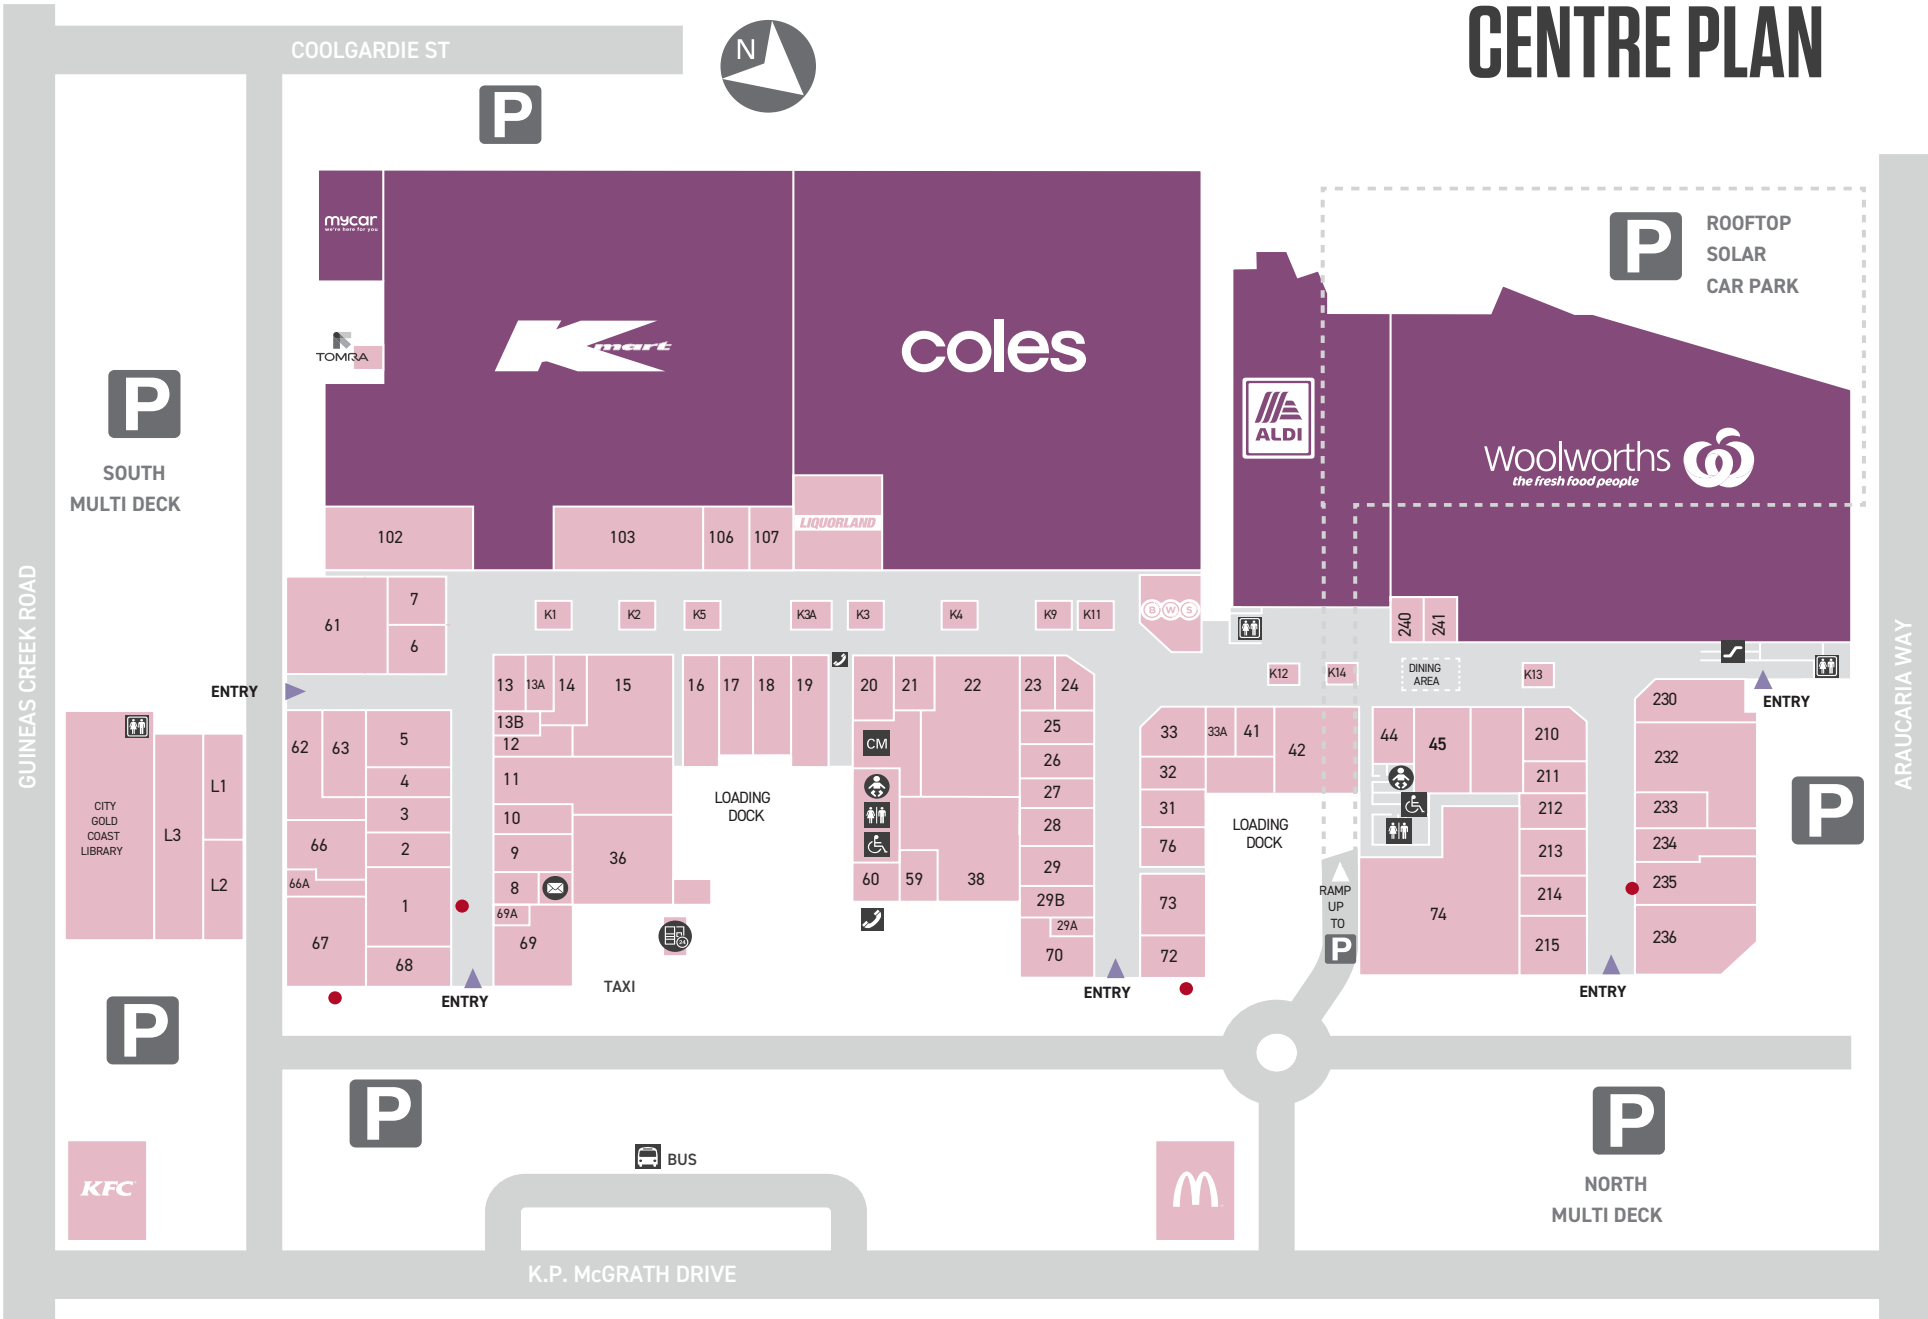 CENTRE PLAN
COOLGARDIE ST
N
P
mycar
we're here for you
TOMRA
Kmart
coles
ALDI
Woolworths
the fresh food people
P
ROOFTOP
SOLAR
CAR PARK
P
SOUTH
MULTI DECK
GUINEAS CREEK ROAD
ARAUCARIA WAY
102
103
106
107
LIQUORLAND
61
7
6
K1
K2
K5
K3A
K3
K4
K9
K11
BWS
240
241
K12
K14
DINING
AREA
K13
ENTRY
ENTRY
13
13A
14
15
13B
12
11
10
9
8
36
69A
69
16
17
18
19
20
21
22
23
24
25
26
27
28
29
29B
29A
70
CM
60
59
38
LOADING
DOCK
62
63
5
4
3
2
1
66
66A
67
68
CITY
GOLD
COAST
LIBRARY
L3
L1
L2
33
33A
41
42
32
31
76
73
72
LOADING
DOCK
44
45
210
211
212
213
214
215
74
230
232
233
234
235
236
RAMP
UP
TO
P
P
24
TAXI
ENTRY
ENTRY
ENTRY
P
P
BUS
P
NORTH
MULTI DECK
KFC
M
K.P. McGRATH DRIVE